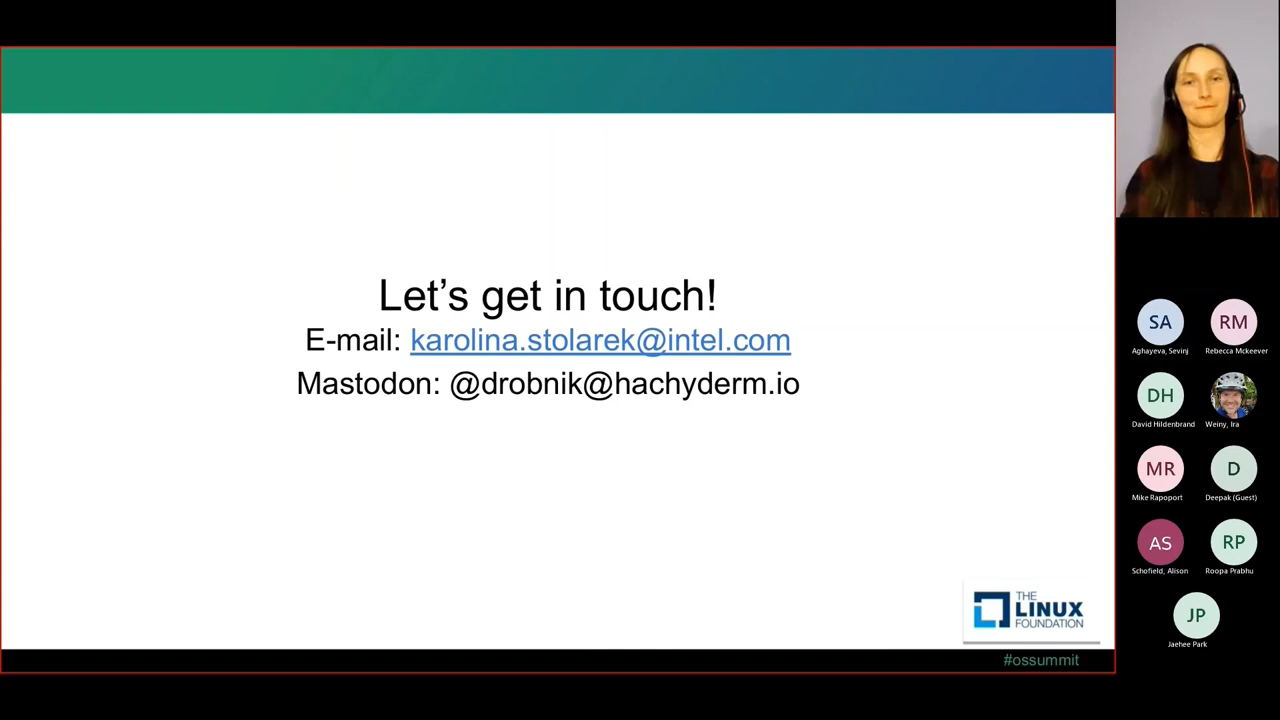 Let's get in touch!
E-mail: karolina.stolarek@intel.com
Mastodon: @drobnik@hachyderm.io
THE
LINUX
FOUNDATION
#ossummit
SA
RM
Aghayeva, Sevinj
Rebecca Mckeever
DH
David Hildenbrand
Weiny, Ira
MR
D
Mike Rapoport
Deepak (Guest)
AS
RP
Schofield, Alison
Roopa Prabhu
JP
Jaehee Park